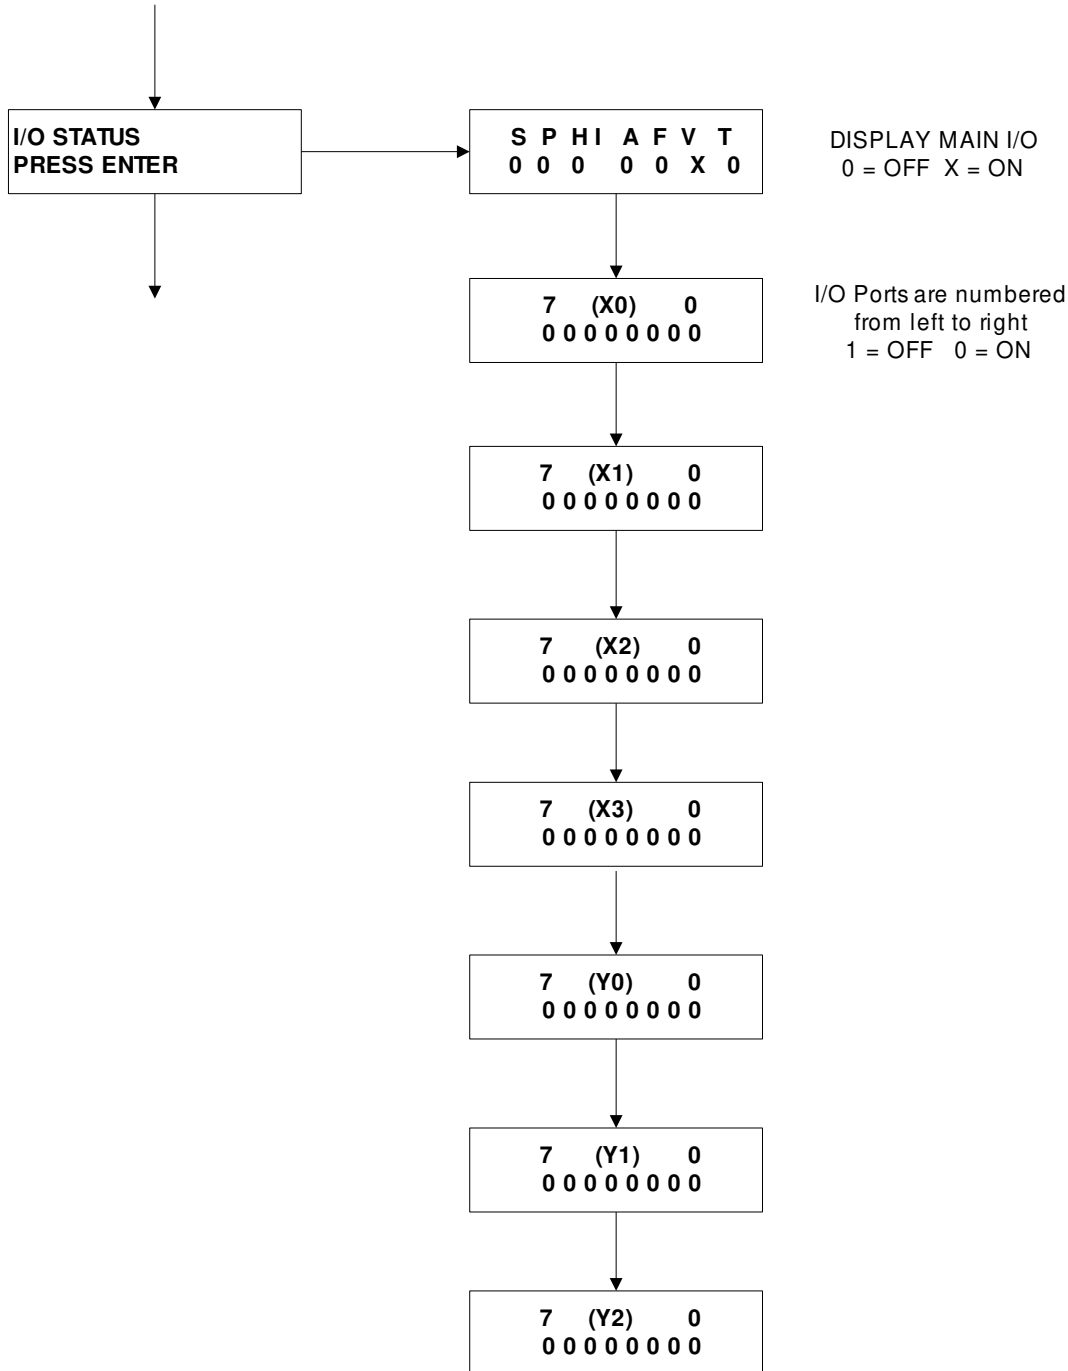 I/O STATUS
PRESS ENTER
S P H I A F V T
0 0 0 0 0 X 0
DISPLAY MAIN I/O
0 = OFF X = ON
7 (X0) 0
0 0 0 0 0 0 0 0
I/O Ports are numbered
from left to right
1 = OFF 0 = ON
7 (X1) 0
0 0 0 0 0 0 0 0
7 (X2) 0
0 0 0 0 0 0 0 0
7 (X3) 0
0 0 0 0 0 0 0 0
7 (Y0) 0
0 0 0 0 0 0 0 0
7 (Y1) 0
0 0 0 0 0 0 0 0
7 (Y2) 0
0 0 0 0 0 0 0 0